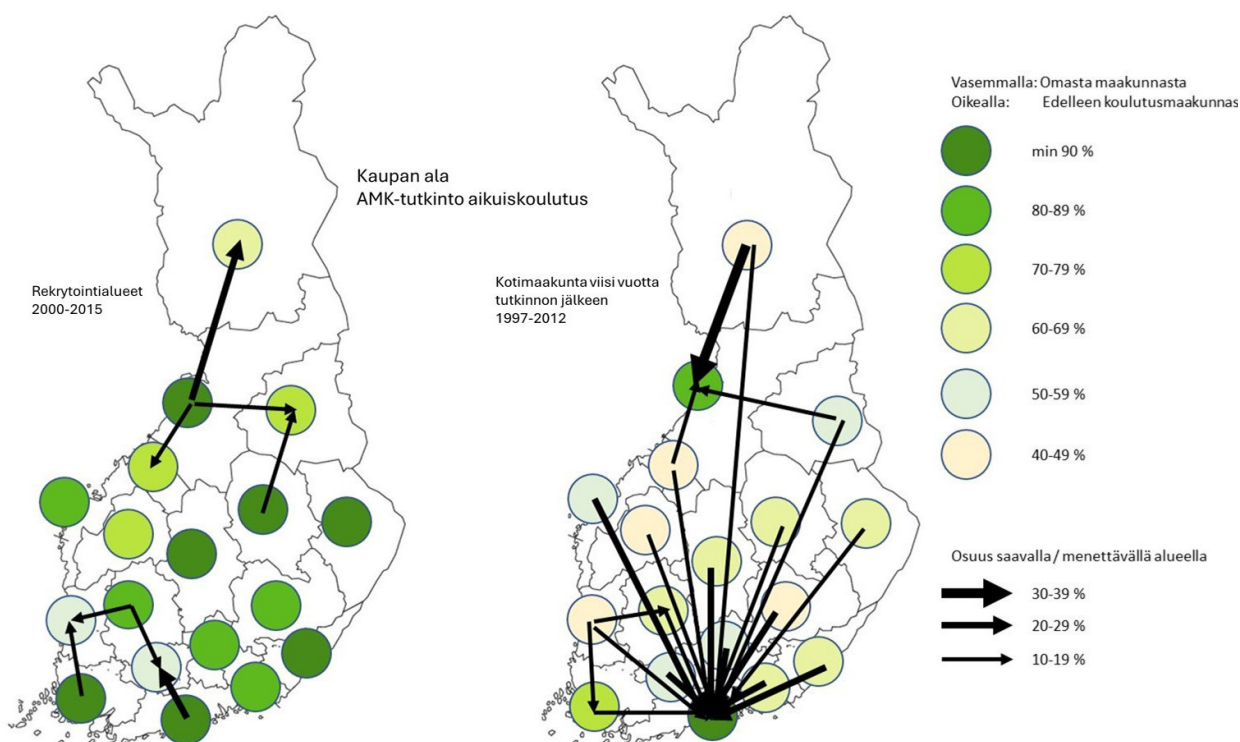 Kaupan ala
AMK-tutkinto aikuiskoulutus
Rekrytointialueet
2000-2015
Kotimaakunta viisi vuotta
tutkinnon jälkeen
1997-2012
Vasemmalla: Omasta maakunnasta
Oikealla: Edelleen koulutusmaakunnas
min 90 %
80-89 %
70-79 %
60-69 %
50-59 %
40-49 %
Osuus saavalla / menettävällä alueella
30-39 %
20-29 %
10-19 %